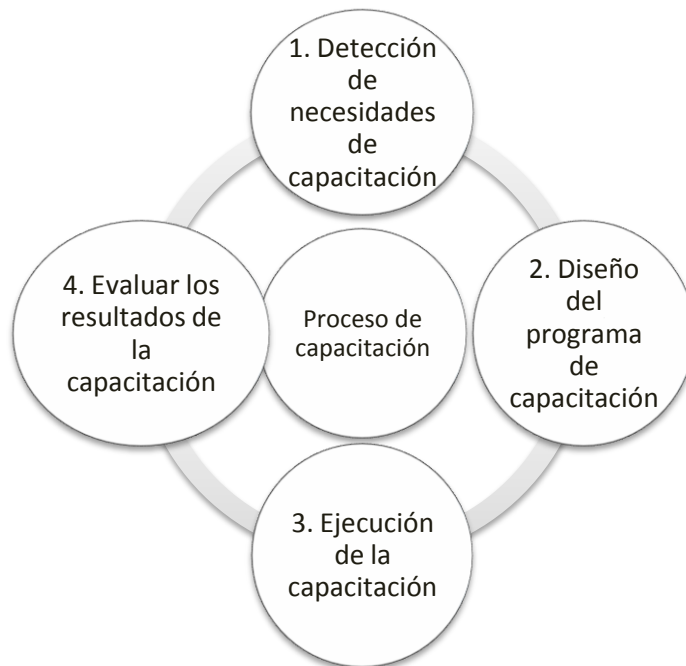 1. Detección
de
necesidades
de
capacitación
2. Diseño
del
programa
de
capacitación
3. Ejecución
de la
capacitación
4. Evaluar los
resultados de
la
capacitación
Proceso de
capacitación